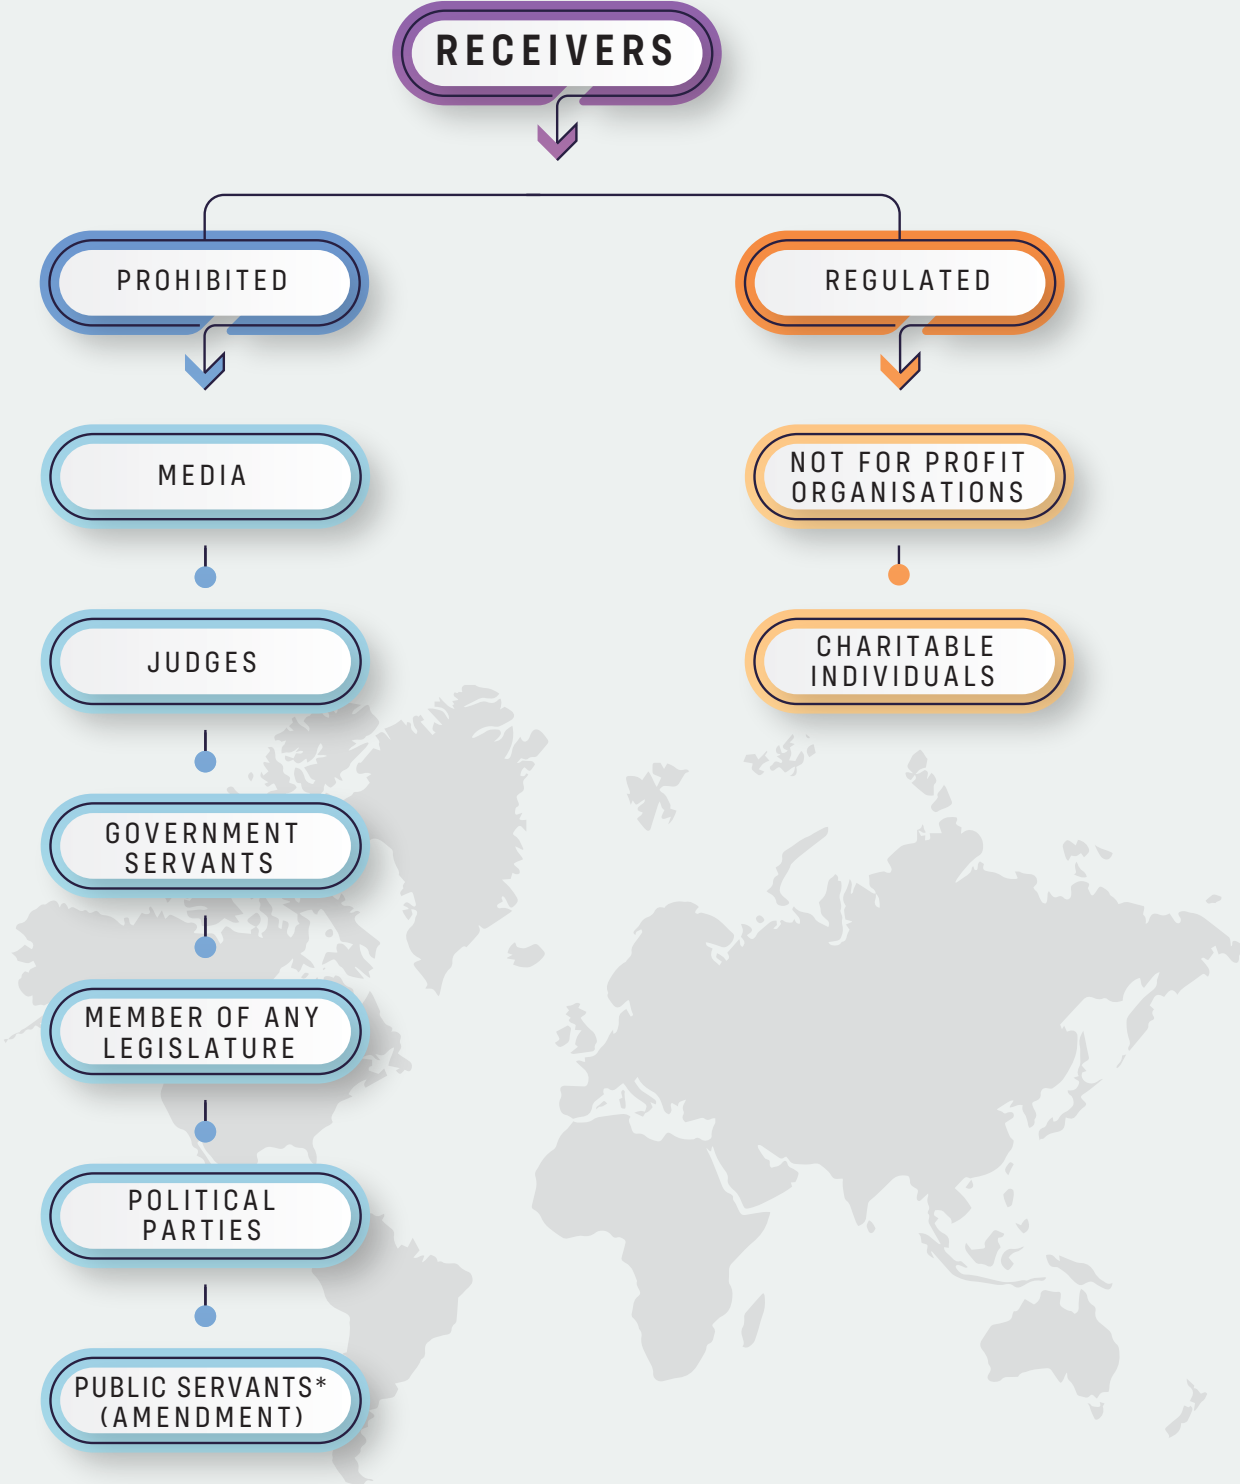 RECEIVERS
PROHIBITED
MEDIA
JUDGES
GOVERNMENT
SERVANTS
MEMBER OF ANY
LEGISLATURE
POLITICAL
PARTIES
PUBLIC SERVANTS*
(AMENDMENT)
REGULATED
NOT FOR PROFIT
ORGANISATIONS
CHARITABLE
INDIVIDUALS